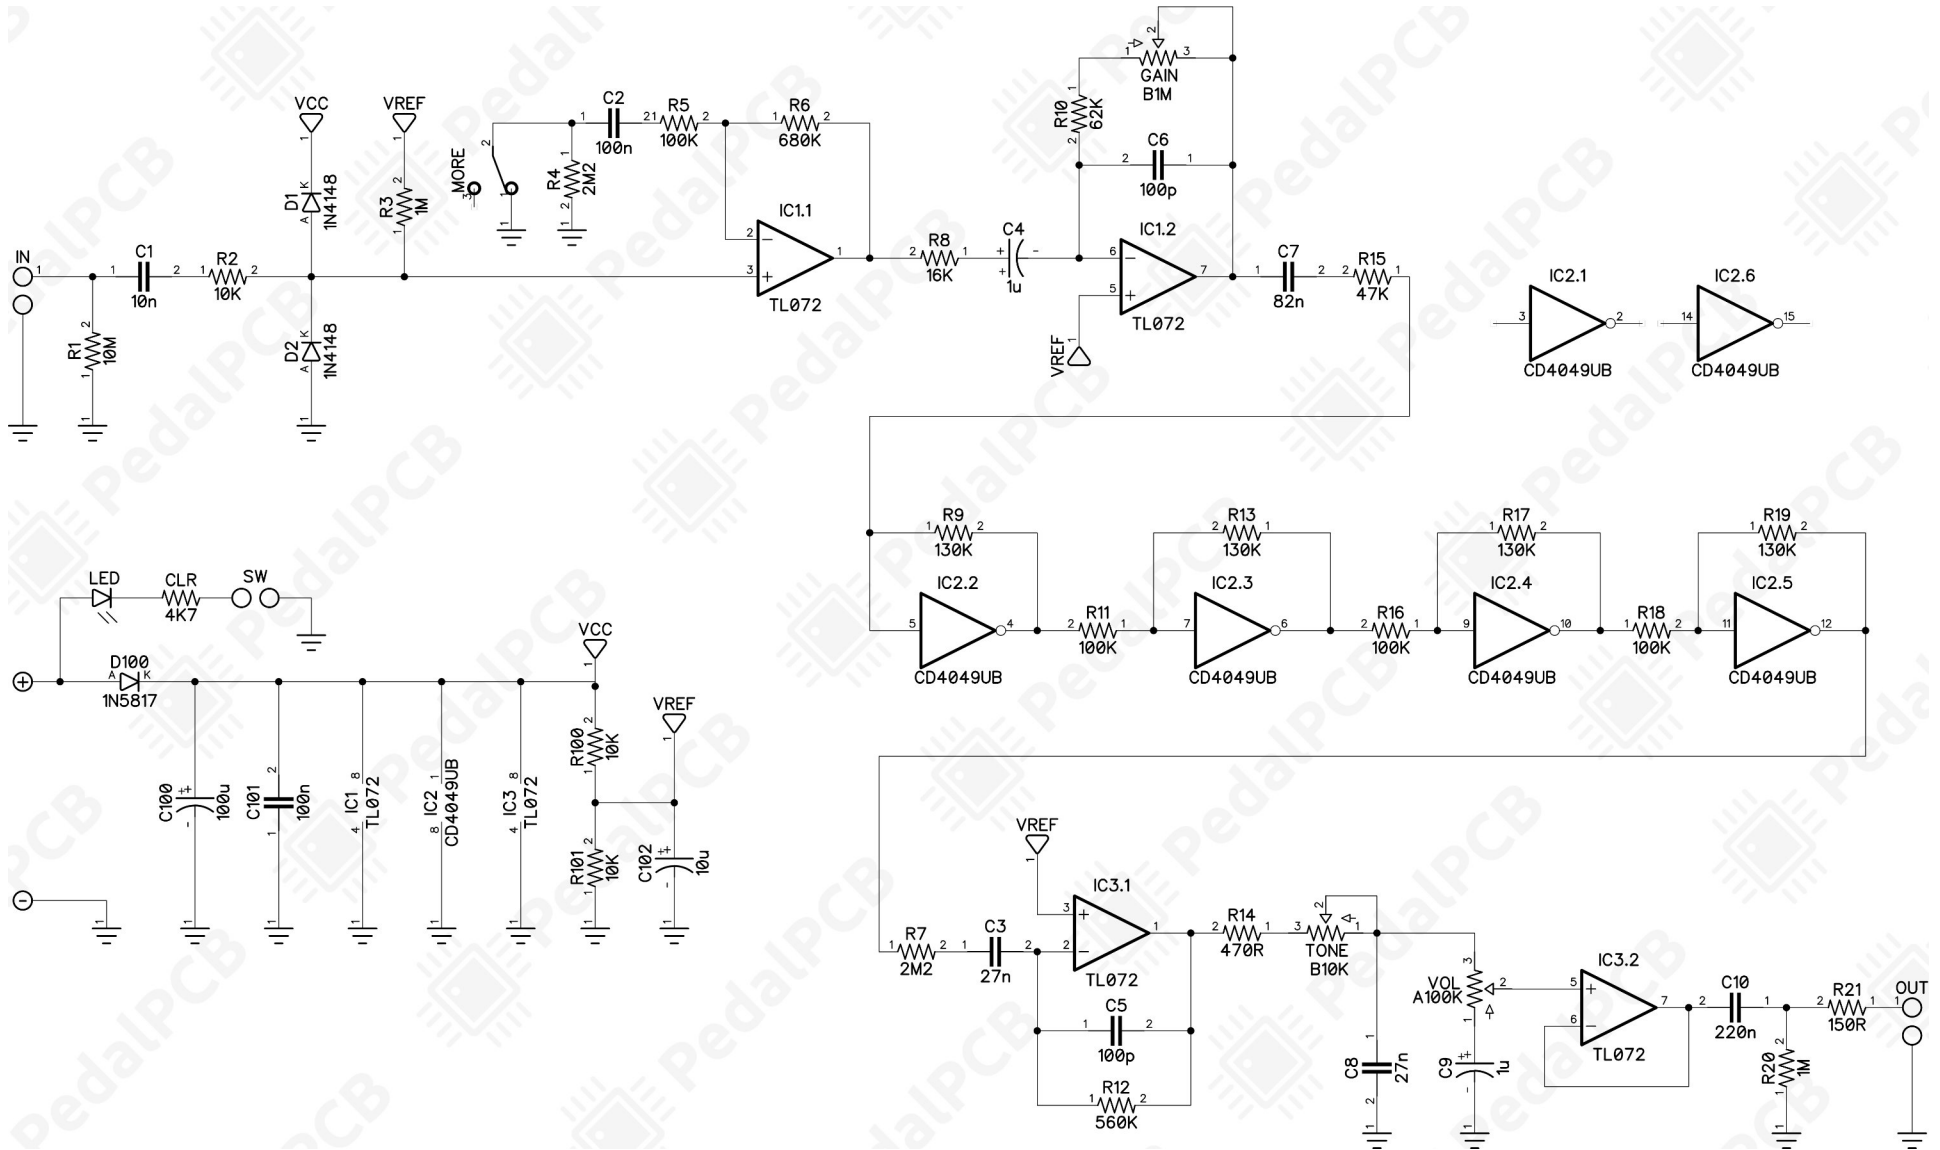 IN
1
R1
10M
C1
10n
R2
10K
VCC
D1
1N4148
D2
1N4148
VREF
R3
1M
MORE
R4
2M2
C2
100n
R5
100K
R6
680K
IC1.1
TL072
R8
16K
C4
1u
R10
62K
GAIN
B1M
C6
100p
IC1.2
TL072
VREF
C7
82n
R15
47K
IC2.1
CD4049UB
IC2.6
CD4049UB
R9
130K
IC2.2
CD4049UB
R11
100K
R13
130K
IC2.3
CD4049UB
R16
100K
R17
130K
IC2.4
CD4049UB
R18
100K
R19
130K
IC2.5
CD4049UB
LED
CLR
4K7
SW
D100
1N5817
VCC
C100
100u
C101
100n
IC1
TL072
IC2
CD4049UB
IC3
TL072
R100
10K
R101
10K
VREF
C102
10u
VREF
R7
2M2
C3
27n
IC3.1
TL072
C5
100p
R12
560K
R14
470R
TONE
B10K
C8
27n
VOL
A100K
C9
1u
IC3.2
TL072
C10
220n
R20
1M
R21
150R
OUT
PedalPCB